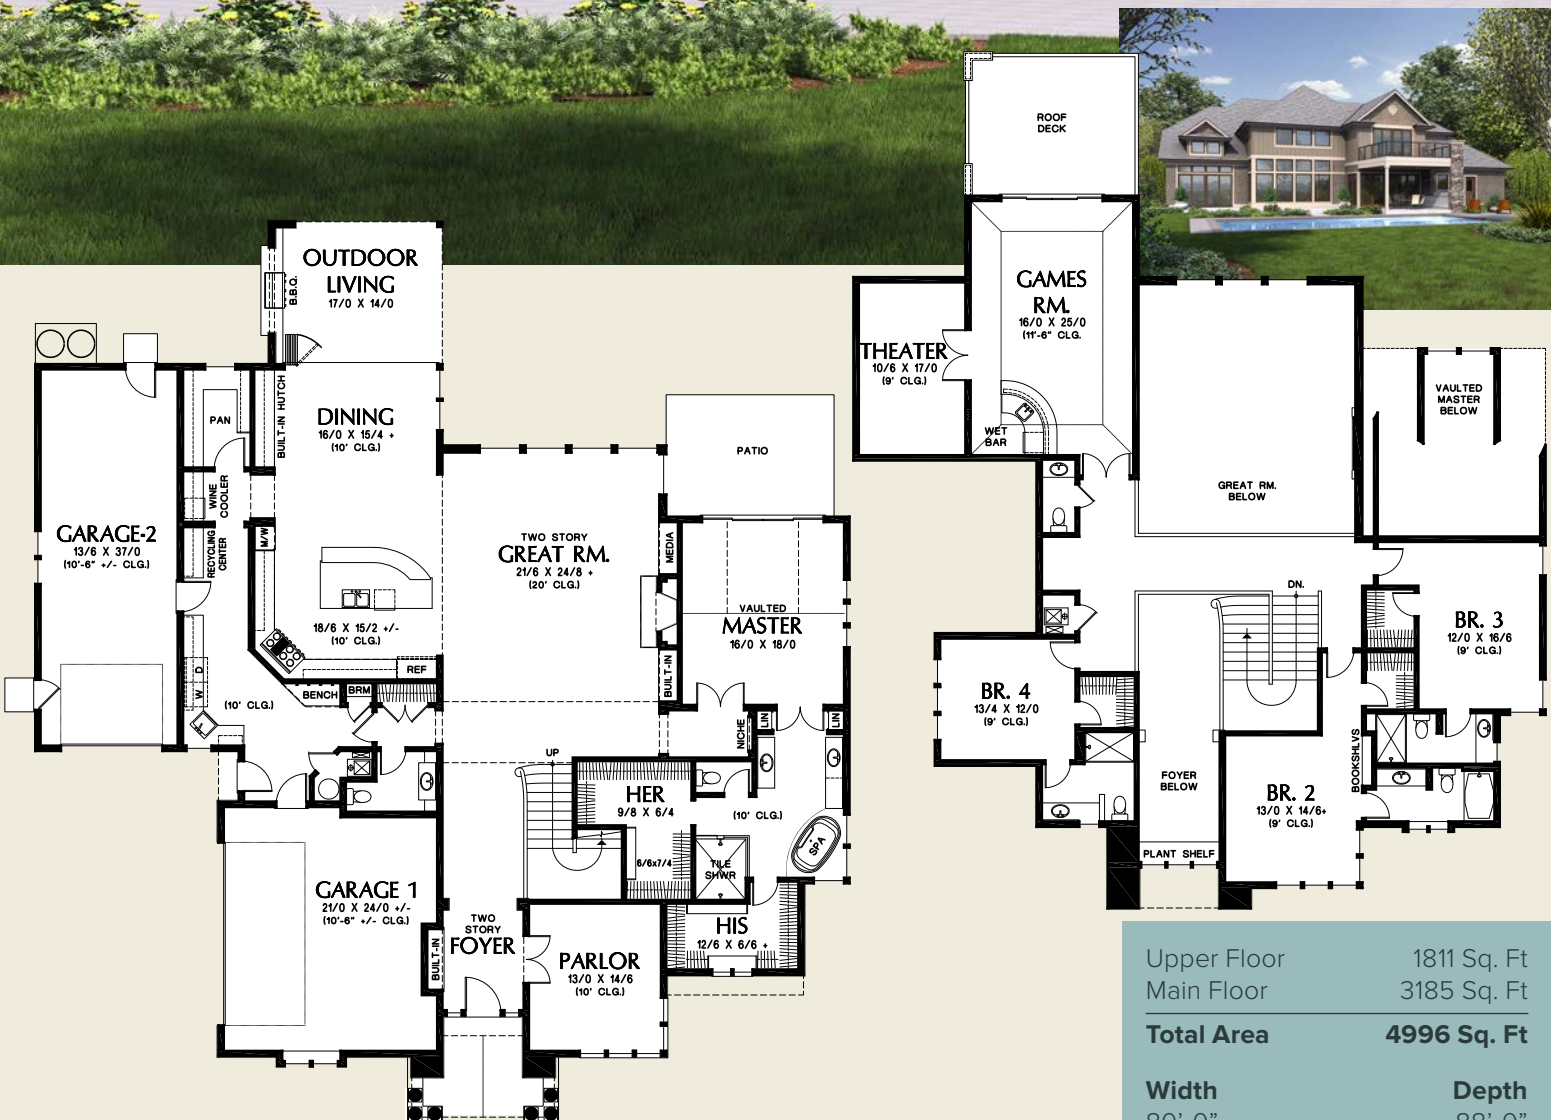 OUTDOOR
LIVING
17/0 X 14/0
B.B.Q.
PAN
BUILT-IN HUTCH
DINING
16/0 X 15/4 +
(10' CLG.)
WINE
COOLER
GARAGE-2
13/6 X 37/0
(10'-6" +/- CLG.)
RECYCLING
CENTER
M/W
18/6 X 15/2 +/-
(10' CLG.)
REF
W D
(10' CLG.)
BENCH
BRM
TWO STORY
GREAT RM.
21/6 X 24/8 +
(20' CLG.)
PATIO
MEDIA
BUILT-IN
VAULTED
MASTER
16/0 X 18/0
NICHE
LIN
LIN
UP
HER
9/8 X 6/4
6/6x7/4
(10' CLG.)
SPA
TILE
SHWR
HIS
12/6 X 6/6 +
GARAGE 1
21/0 X 24/0 +/-
(10'-6" +/- CLG.)
BUILT-IN
TWO
STORY
FOYER
PARLOR
13/0 X 14/6
(10' CLG.)
ROOF
DECK
GAMES
RM.
16/0 X 25/0
(11'-6" CLG.
THEATER
10/6 X 17/0
(9' CLG.)
WET
BAR
GREAT RM.
BELOW
VAULTED
MASTER
BELOW
DN.
BR. 3
12/0 X 16/6
(9' CLG.)
BR. 4
13/4 X 12/0
(9' CLG.)
FOYER
BELOW
BOOKSHLVS
BR. 2
13/0 X 14/6+
(9' CLG.)
PLANT SHELF
Upper Floor 1811 Sq. Ft
Main Floor 3185 Sq. Ft
Total Area 4996 Sq. Ft
Width Depth
80'-0" 88'-0"